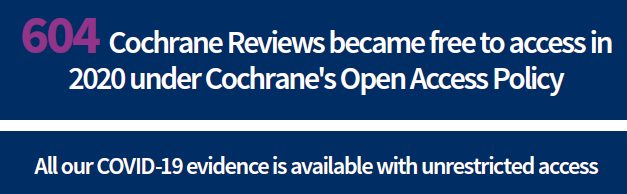 604 Cochrane Reviews became free to access in
2020 under Cochrane's Open Access Policy
All our COVID-19 evidence is available with unrestricted access